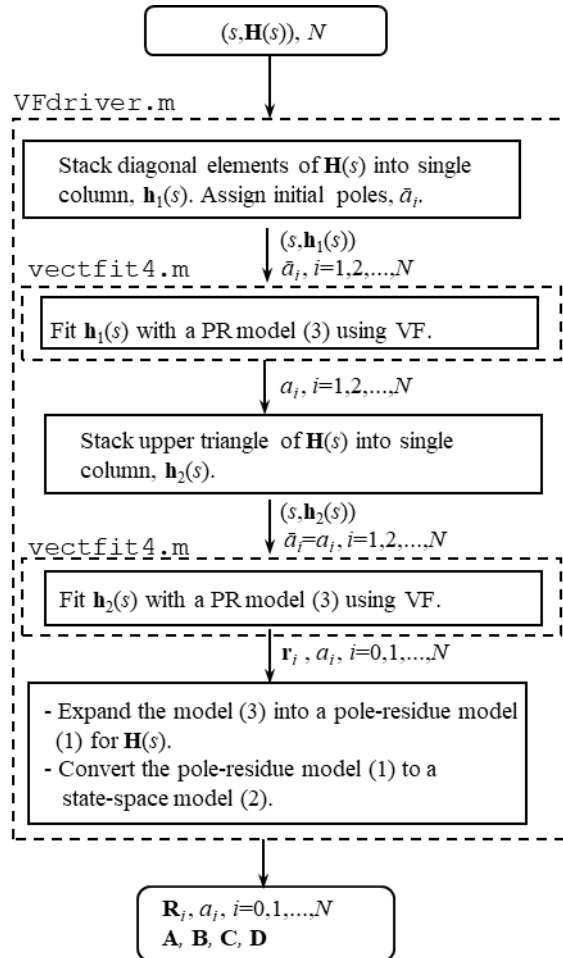 (s,H(s)), N
VFdriver.m
Stack diagonal elements of H(s) into single
column, h₁(s). Assign initial poles, āᵢ.
(s,h₁(s))
vectfit4.m
āᵢ, i=1,2,...,N
Fit h₁(s) with a PR model (3) using VF.
aᵢ, i=1,2,...,N
Stack upper triangle of H(s) into single
column, h₂(s).
(s,h₂(s))
vectfit4.m
āᵢ=aᵢ, i=1,2,...,N
Fit h₂(s) with a PR model (3) using VF.
rᵢ , aᵢ, i=0,1,...,N
- Expand the model (3) into a pole-residue model
(1) for H(s).
- Convert the pole-residue model (1) to a
state-space model (2).
Rᵢ, aᵢ, i=0,1,...,N
A, B, C, D